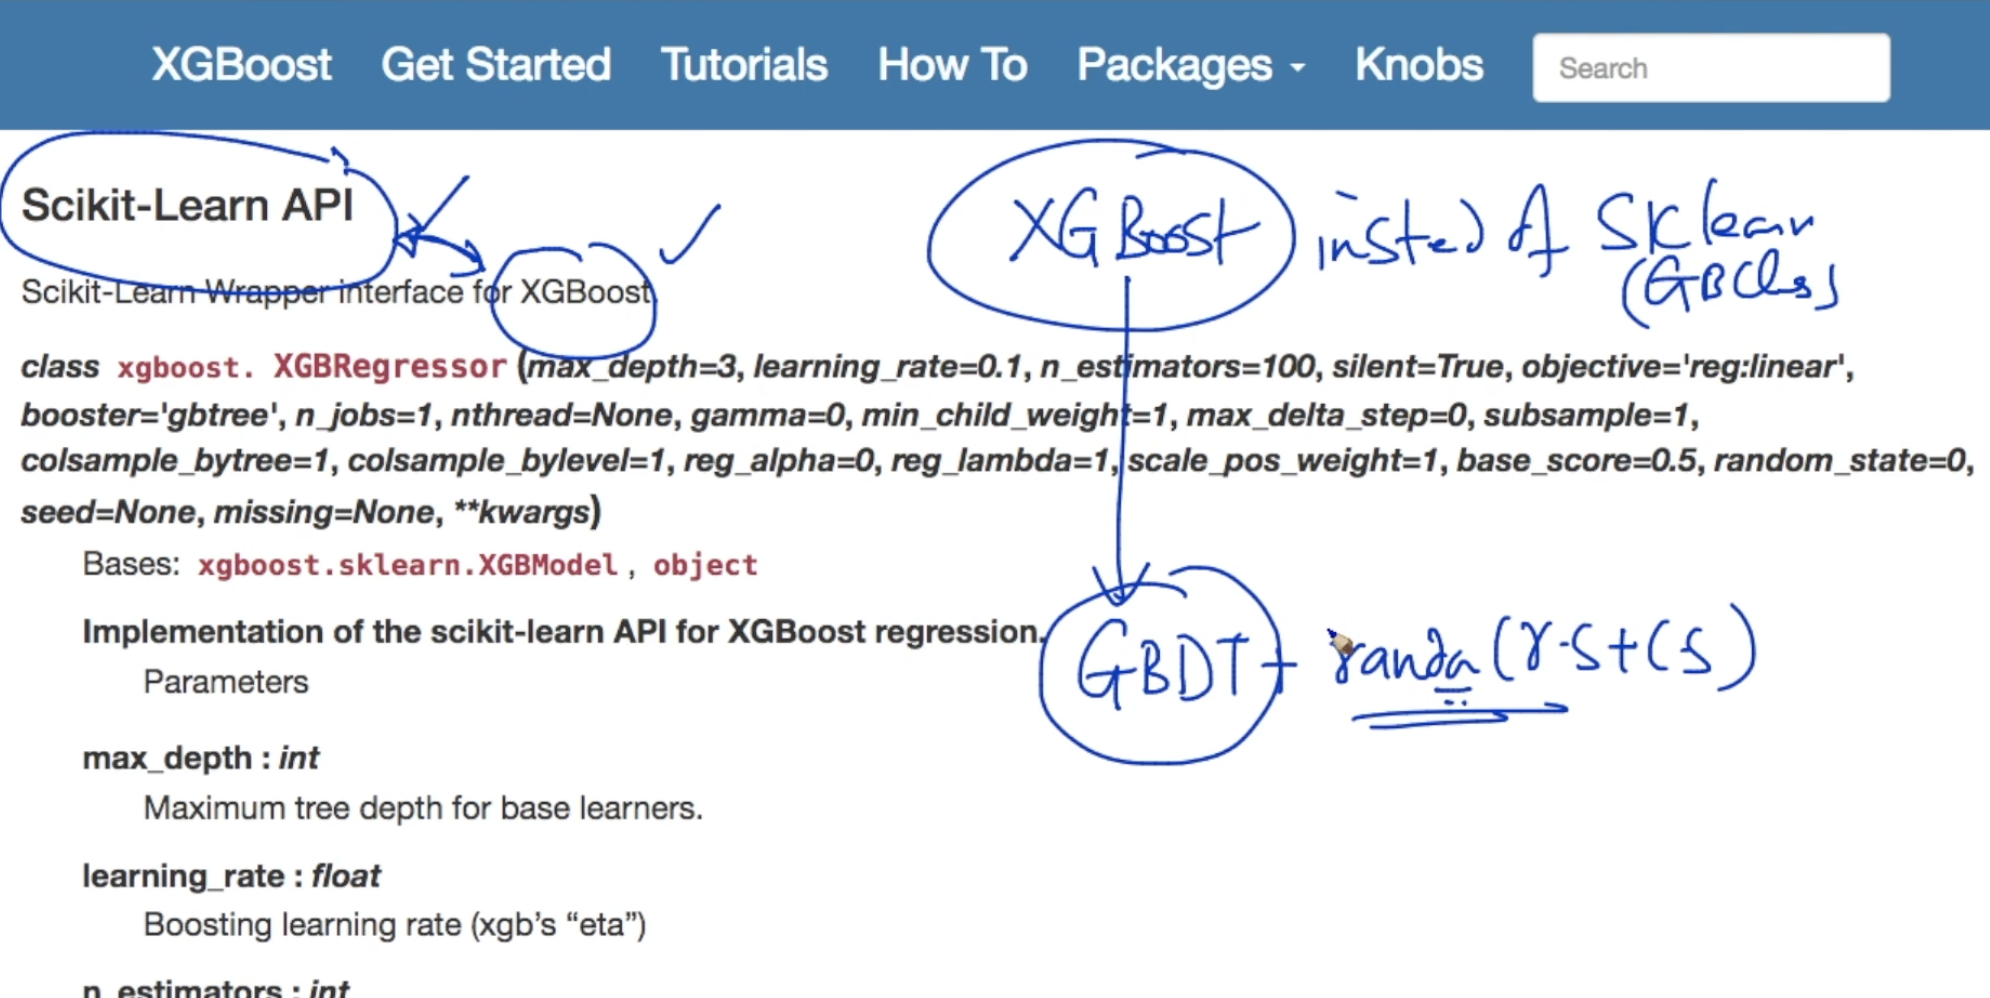 XGBoost Get Started Tutorials How To Packages Knobs Search
Scikit-Learn API
XGBoost insted of SKlearn
(GBClss)
Scikit-Learn Wrapper interface for XGBoost
class xgboost. XGBRegressor (max_depth=3, learning_rate=0.1, n_estimators=100, silent=True, objective='reg:linear',
booster='gbtree', n_jobs=1, nthread=None, gamma=0, min_child_weight=1, max_delta_step=0, subsample=1,
colsample_bytree=1, colsample_bylevel=1, reg_alpha=0, reg_lambda=1, scale_pos_weight=1, base_score=0.5, random_state=0,
seed=None, missing=None, **kwargs)
Bases: xgboost.sklearn.XGBModel , object
Implementation of the scikit-learn API for XGBoost regression.
GBDT + (r.s+cs)
Parameters
max_depth : int
Maximum tree depth for base learners.
learning_rate : float
Boosting learning rate (xgb's “eta”)
n_estimators : int